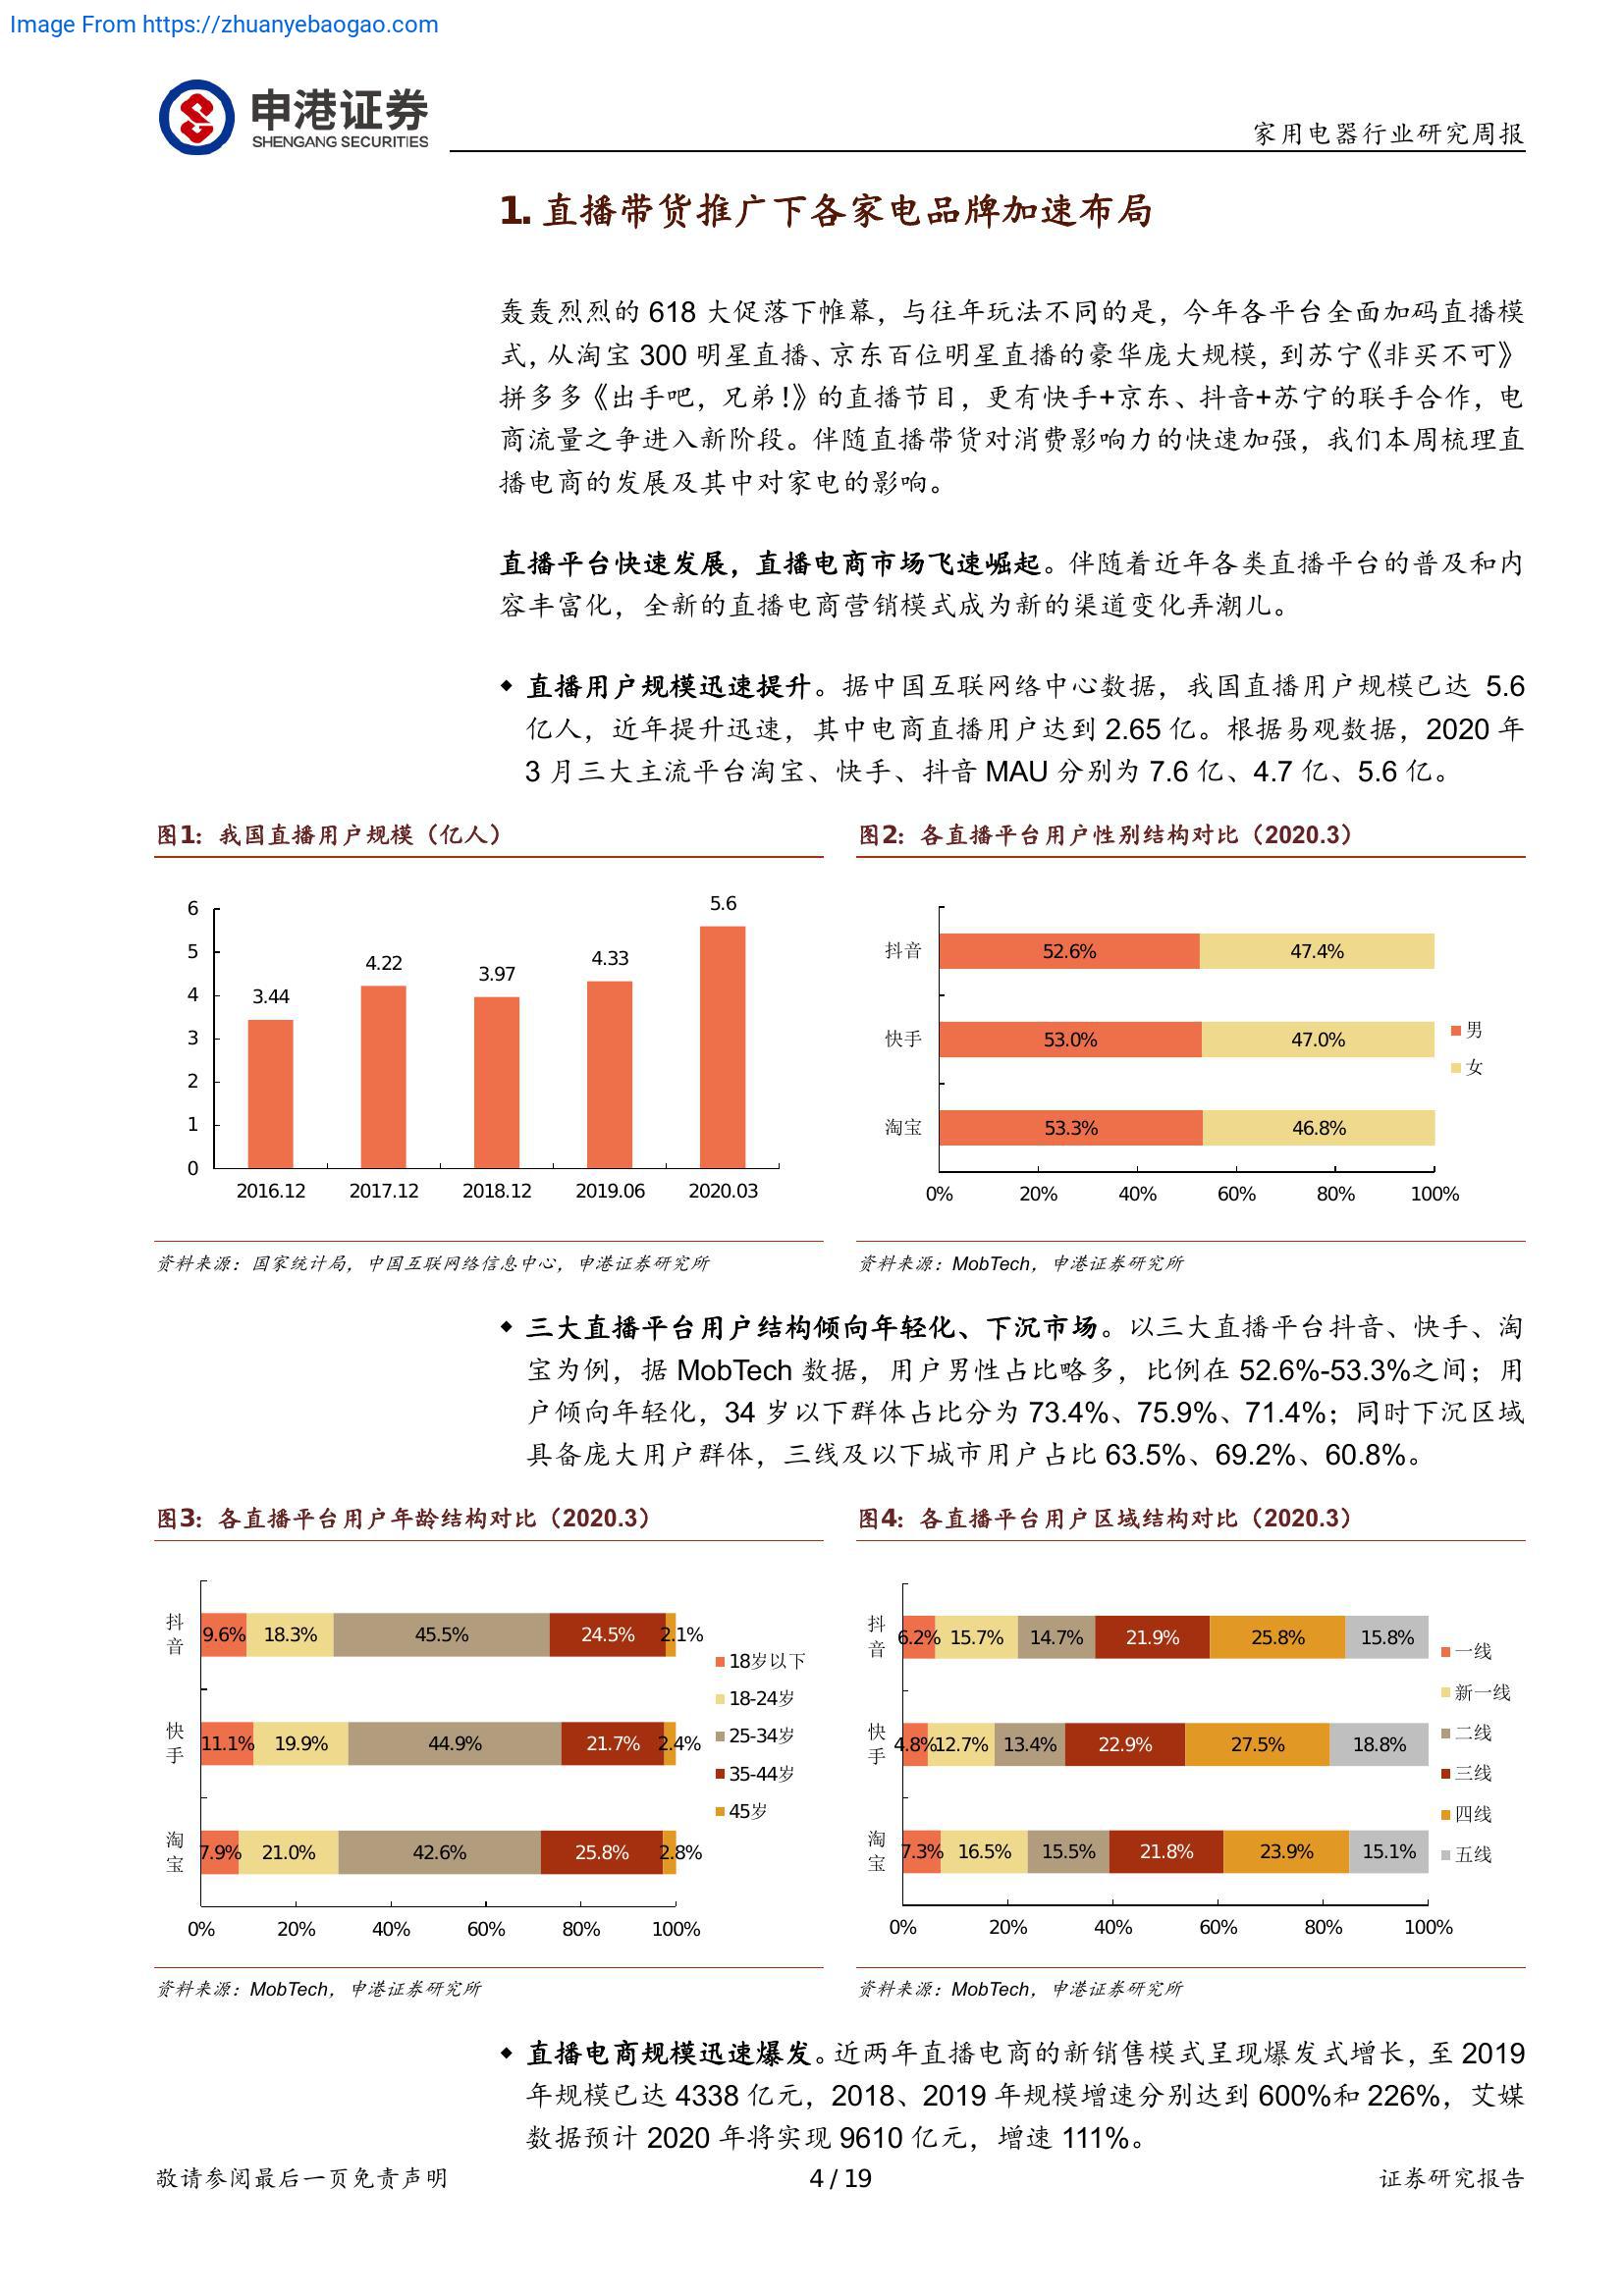 Image From https://zhuanyebaogao.com
申港证券
SHENGANG SECURITIES
家用电器行业研究周报
1. 直播带货推广下各家电品牌加速布局
轰轰烈烈的 618 大促落下帷幕，与往年玩法不同的是，今年各平台全面加码直播模
式，从淘宝 300 明星直播、京东百位明星直播的豪华庞大规模，到苏宁《非买不可》
拼多多《出手吧，兄弟！》的直播节目，更有快手+京东、抖音+苏宁的联手合作，电
商流量之争进入新阶段。伴随直播带货对消费影响力的快速加强，我们本周梳理直
播电商的发展及其中对家电的影响。
直播平台快速发展，直播电商市场飞速崛起。伴随着近年各类直播平台的普及和内
容丰富化，全新的直播电商营销模式成为新的渠道变化弄潮儿。
◆ 直播用户规模迅速提升。据中国互联网络中心数据，我国直播用户规模已达 5.6
亿人，近年提升迅速，其中电商直播用户达到 2.65 亿。根据易观数据，2020 年
3 月三大主流平台淘宝、快手、抖音 MAU 分别为 7.6 亿、4.7 亿、5.6 亿。
图1：我国直播用户规模（亿人）
6
5
4
3
2
1
0
3.44
4.22
3.97
4.33
5.6
2016.12 2017.12 2018.12 2019.06 2020.03
资料来源：国家统计局，中国互联网络信息中心，申港证券研究所
图2：各直播平台用户性别结构对比（2020.3）
抖音 52.6% 47.4%
快手 53.0% 47.0%
淘宝 53.3% 46.8%
0% 20% 40% 60% 80% 100%
男
女
资料来源：MobTech，申港证券研究所
◆ 三大直播平台用户结构倾向年轻化、下沉市场。以三大直播平台抖音、快手、淘
宝为例，据 MobTech 数据，用户男性占比略多，比例在 52.6%-53.3%之间；用
户倾向年轻化，34 岁以下群体占比分为 73.4%、75.9%、71.4%；同时下沉区域
具备庞大用户群体，三线及以下城市用户占比 63.5%、69.2%、60.8%。
图3：各直播平台用户年龄结构对比（2020.3）
抖音 9.6% 18.3% 45.5% 24.5% 2.1%
快手 11.1% 19.9% 44.9% 21.7% 2.4%
淘宝 7.9% 21.0% 42.6% 25.8% 2.8%
0% 20% 40% 60% 80% 100%
18岁以下
18-24岁
25-34岁
35-44岁
45岁
资料来源：MobTech，申港证券研究所
图4：各直播平台用户区域结构对比（2020.3）
抖音 6.2% 15.7% 14.7% 21.9% 25.8% 15.8%
快手 4.8% 12.7% 13.4% 22.9% 27.5% 18.8%
淘宝 7.3% 16.5% 15.5% 21.8% 23.9% 15.1%
0% 20% 40% 60% 80% 100%
一线
新一线
二线
三线
四线
五线
资料来源：MobTech，申港证券研究所
◆ 直播电商规模迅速爆发。近两年直播电商的新销售模式呈现爆发式增长，至 2019
年规模已达 4338 亿元，2018、2019 年规模增速分别达到 600%和 226%，艾媒
数据预计 2020 年将实现 9610 亿元，增速 111%。
敬请参阅最后一页免责声明
4 / 19
证券研究报告